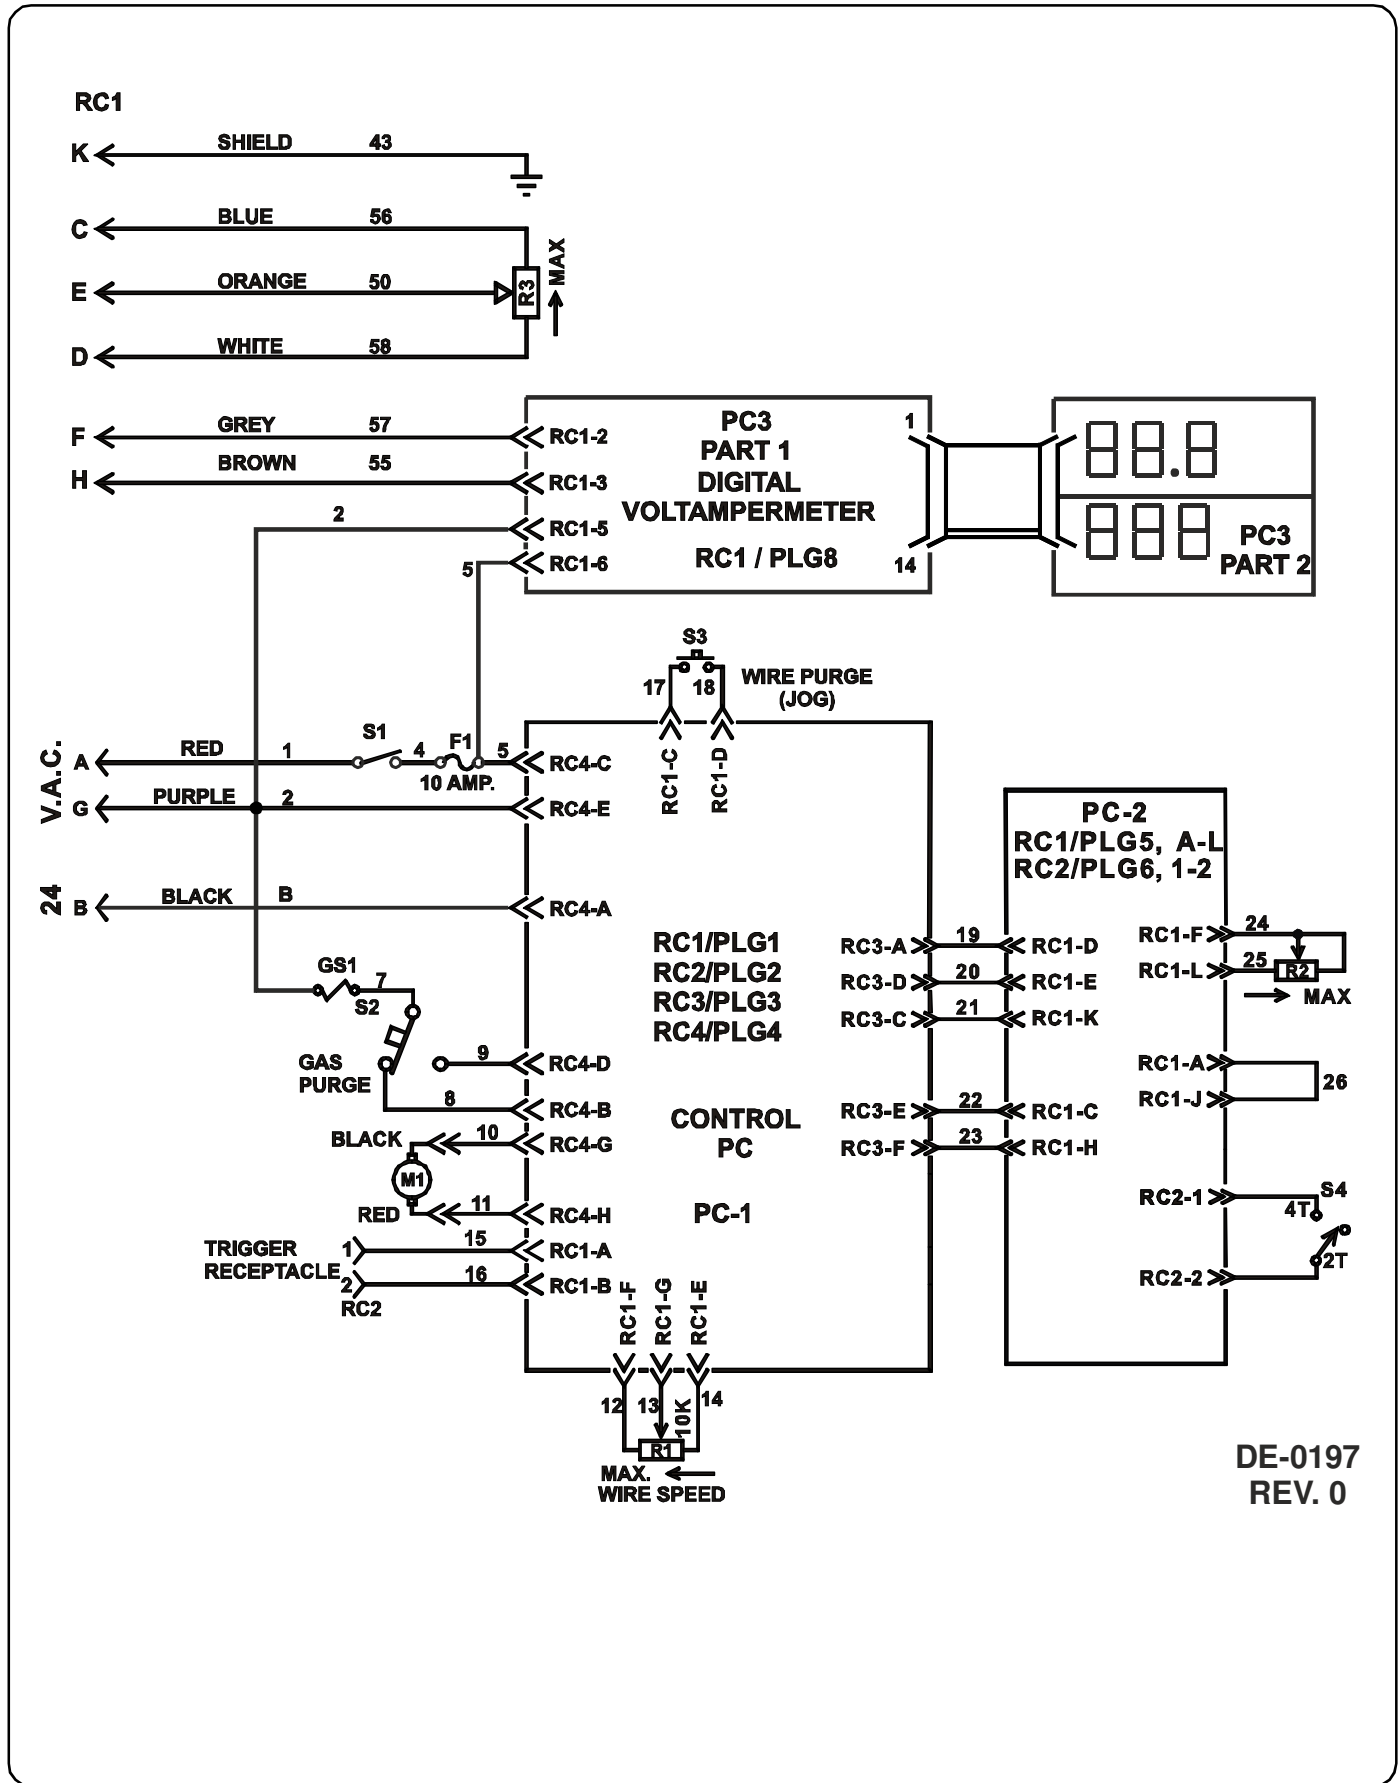 RC1
K SHIELD 43
C BLUE 56
E ORANGE 50
R3
MAX
D WHITE 58
F GREY 57 RC1-2
H BROWN 55 RC1-3
2 RC1-5
5 RC1-6
PC3
PART 1
DIGITAL
VOLTAMPERMETER
RC1 / PLG8
1
14
88.8
888
PC3
PART 2
S3
17 18
WIRE PURGE
(JOG)
RC1-C
RC1-D
24 V.A.C.
A RED 1 S1 4 F1 5 RC4-C
10 AMP.
G PURPLE 2 RC4-E
B BLACK B RC4-A
GS1 7
S2
GAS
PURGE
9 RC4-D
8 RC4-B
BLACK 10 RC4-G
M1
RED 11 RC4-H
TRIGGER
RECEPTACLE
1 15 RC1-A
2 16 RC1-B
RC2
RC1/PLG1
RC2/PLG2
RC3/PLG3
RC4/PLG4
CONTROL
PC
PC-1
RC3-A 19 RC1-D
RC3-D 20 RC1-E
RC3-C 21 RC1-K
RC3-E 22 RC1-C
RC3-F 23 RC1-H
PC-2
RC1/PLG5, A-L
RC2/PLG6, 1-2
RC1-F 24
RC1-L 25 R2
MAX
RC1-A
26
RC1-J
RC2-1 S4
4T
2T
RC2-2
RC1-F
RC1-G
RC1-E
12 13 10K 14
R1
MAX.
WIRE SPEED
DE-0197
REV. 0